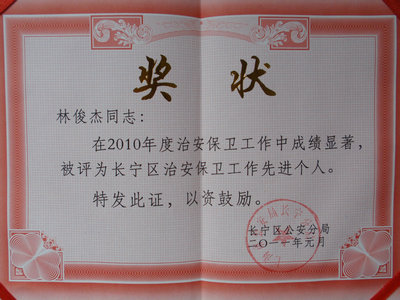 奖状
林俊杰同志：
在2010年度治安保卫工作中成绩显著，
被评为长宁区治安保卫工作先进个人。
特发此证，以资鼓励。
长宁区公安分局
二〇一一年元月